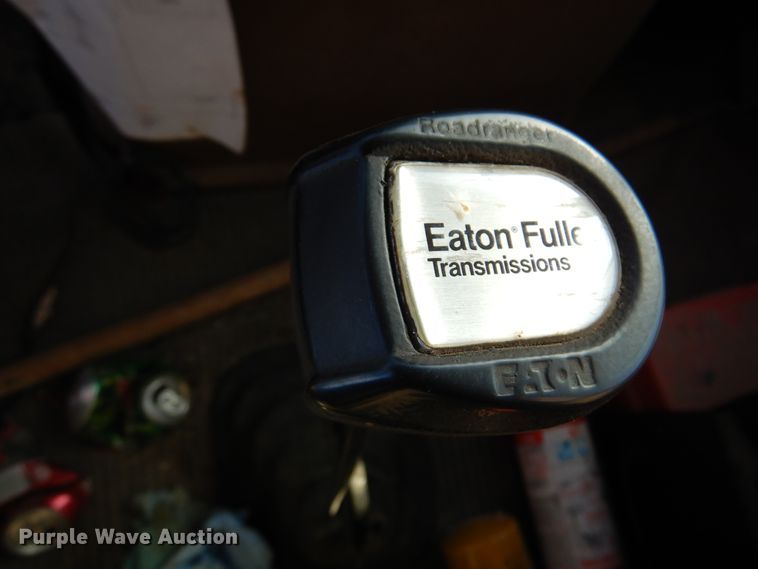 Roadranger
Eaton® Fulle
Transmissions
EATON
Purple Wave Auction